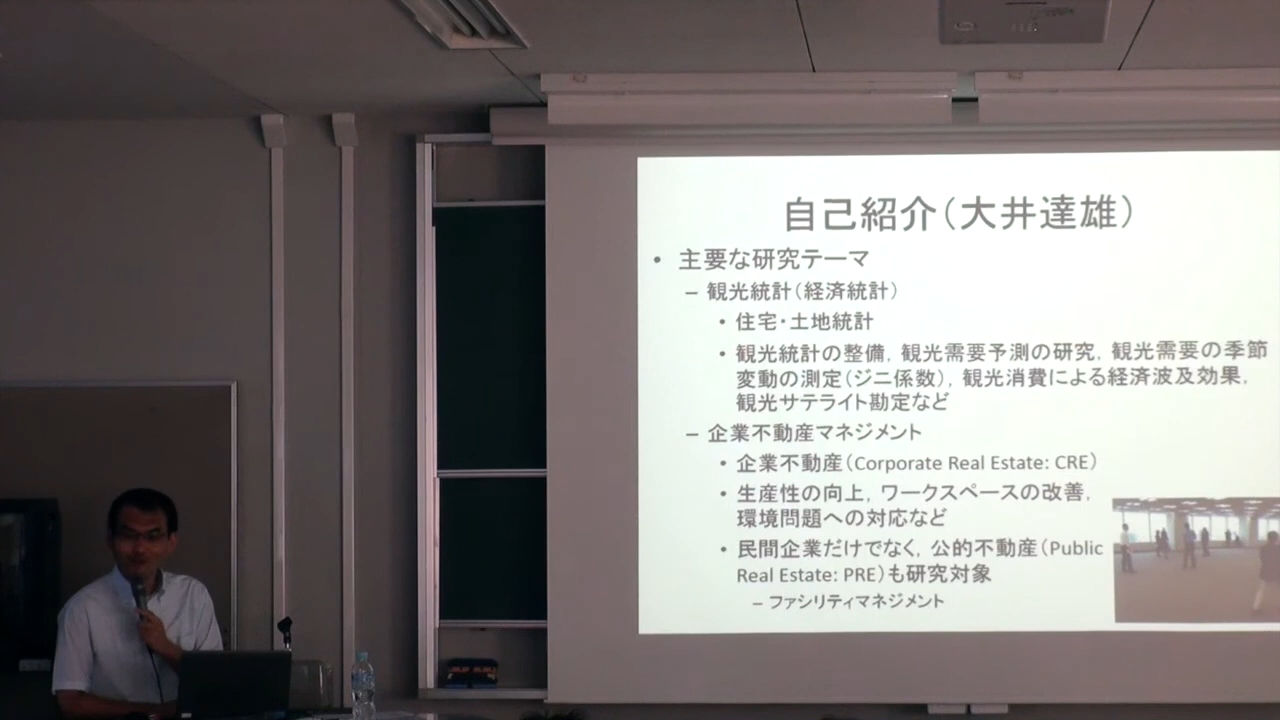 自己紹介（大井達雄）
• 主要な研究テーマ
– 観光統計（経済統計）
• 住宅・土地統計
• 観光統計の整備，観光需要予測の研究，観光需要の季節
変動の測定（ジニ係数），観光消費による経済波及効果，
観光サテライト勘定など
– 企業不動産マネジメント
• 企業不動産（Corporate Real Estate: CRE）
• 生産性の向上，ワークスペースの改善，
環境問題への対応など
• 民間企業だけでなく，公的不動産（Public
Real Estate: PRE）も研究対象
– ファシリティマネジメント